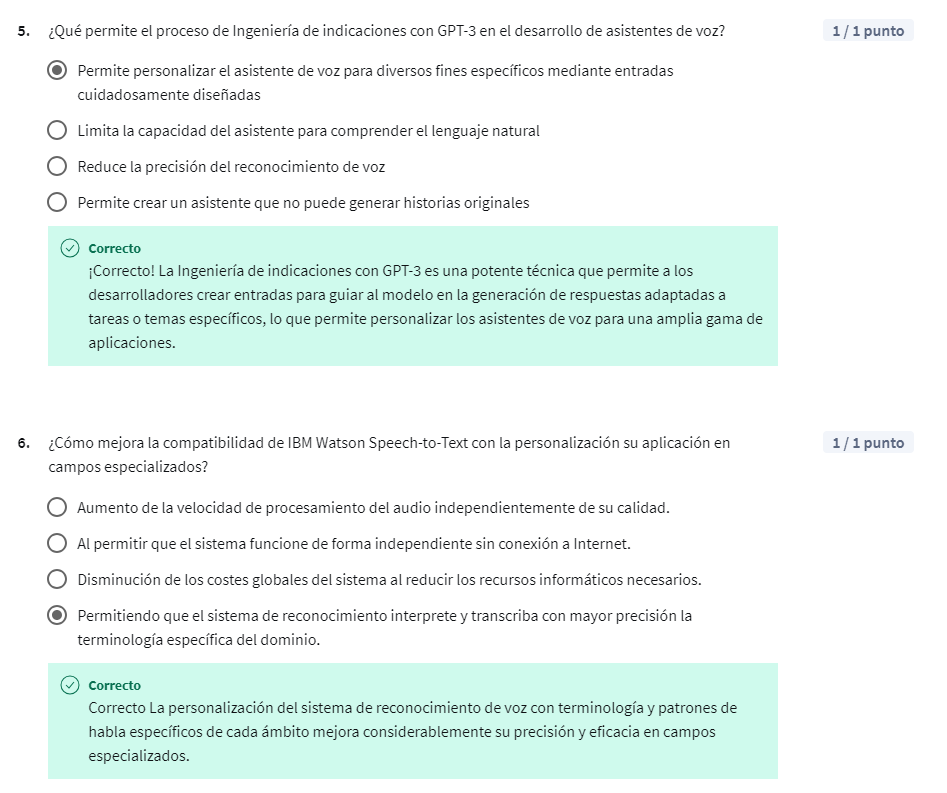 5. ¿Qué permite el proceso de Ingeniería de indicaciones con GPT-3 en el desarrollo de asistentes de voz? 1 / 1 punto
Permite personalizar el asistente de voz para diversos fines específicos mediante entradas
cuidadosamente diseñadas
Limita la capacidad del asistente para comprender el lenguaje natural
Reduce la precisión del reconocimiento de voz
Permite crear un asistente que no puede generar historias originales
Correcto
¡Correcto! La Ingeniería de indicaciones con GPT-3 es una potente técnica que permite a los
desarrolladores crear entradas para guiar al modelo en la generación de respuestas adaptadas a
tareas o temas específicos, lo que permite personalizar los asistentes de voz para una amplia gama de
aplicaciones.
6. ¿Cómo mejora la compatibilidad de IBM Watson Speech-to-Text con la personalización su aplicación en 1 / 1 punto
campos especializados?
Aumento de la velocidad de procesamiento del audio independientemente de su calidad.
Al permitir que el sistema funcione de forma independiente sin conexión a Internet.
Disminución de los costes globales del sistema al reducir los recursos informáticos necesarios.
Permitiendo que el sistema de reconocimiento interprete y transcriba con mayor precisión la
terminología específica del dominio.
Correcto
Correcto La personalización del sistema de reconocimiento de voz con terminología y patrones de
habla específicos de cada ámbito mejora considerablemente su precisión y eficacia en campos
especializados.